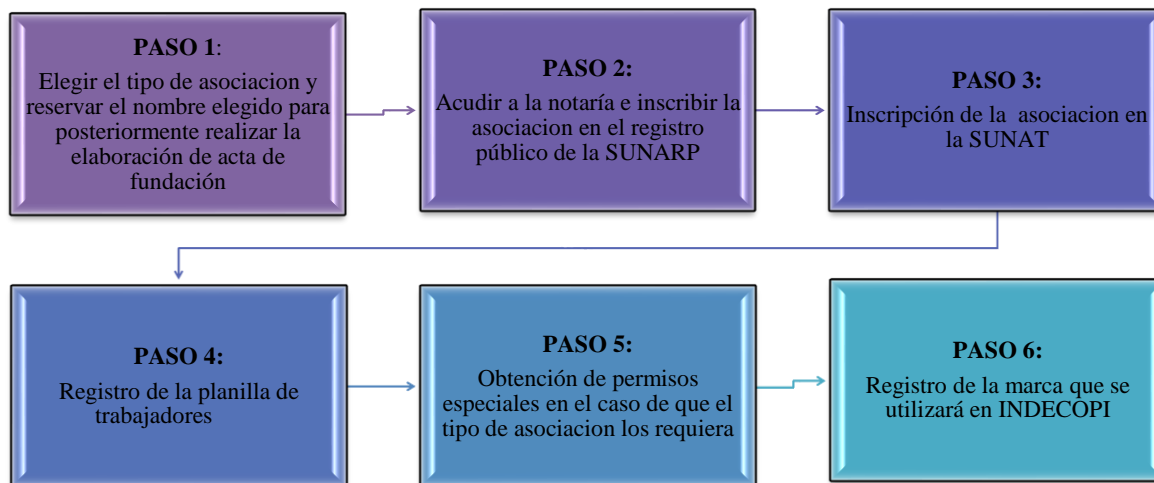 PASO 1:
Elegir el tipo de asociacion y
reservar el nombre elegido para
posteriormente realizar la
elaboración de acta de
fundación
PASO 2:
Acudir a la notaría e inscribir la
asociacion en el registro
público de la SUNARP
PASO 3:
Inscripción de la asociacion en
la SUNAT
PASO 4:
Registro de la planilla de
trabajadores
PASO 5:
Obtención de permisos
especiales en el caso de que el
tipo de asociacion los requiera
PASO 6:
Registro de la marca que se
utilizará en INDECOPI